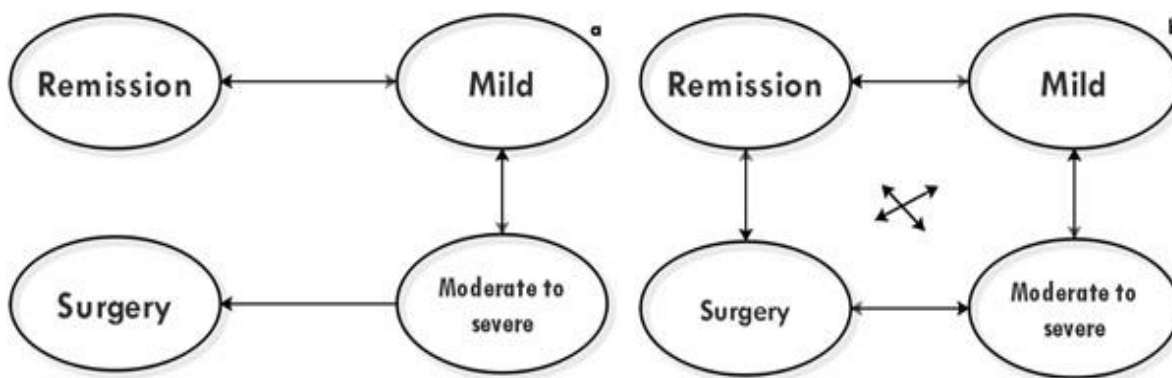 a
Remission
Mild
Surgery
Moderate to
severe
Remission
Mild
Surgery
Moderate to
severe